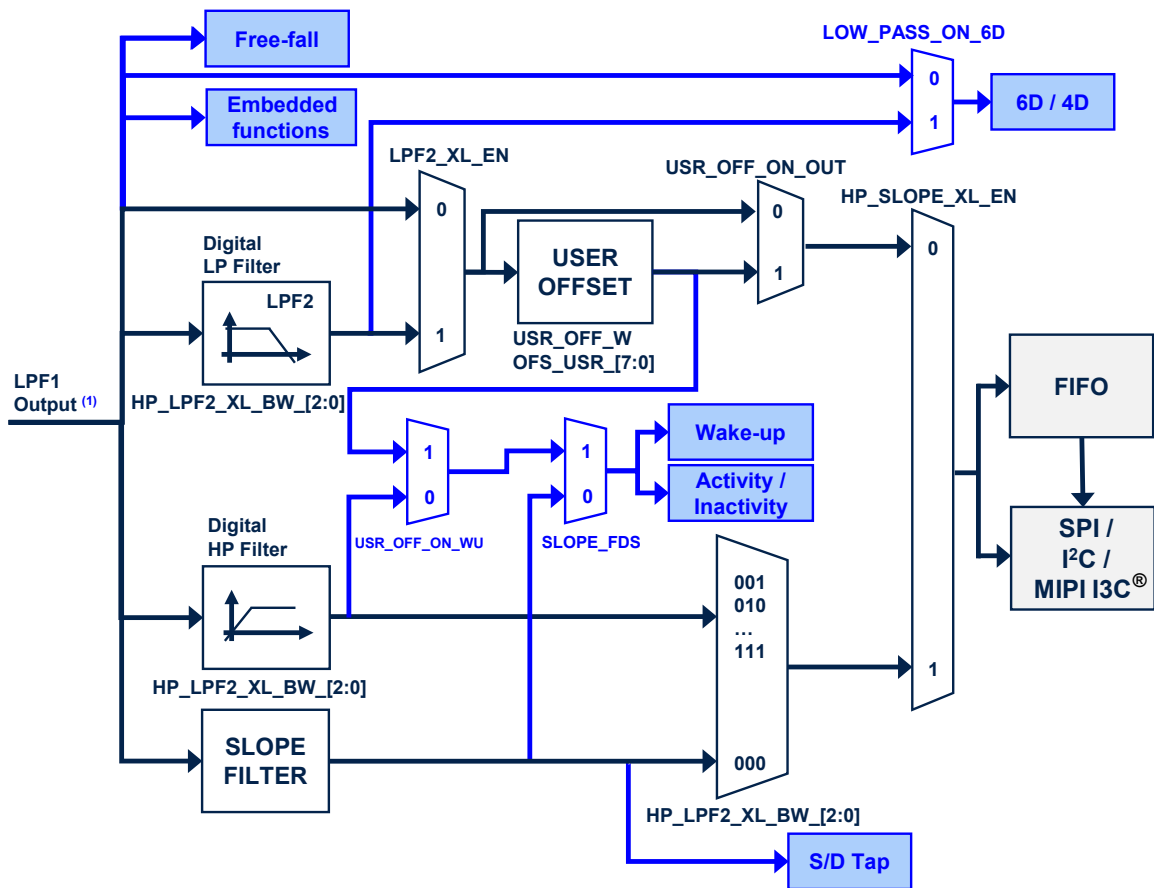 Free-fall
LOW_PASS_ON_6D
0
1
6D / 4D
Embedded
functions
LPF2_XL_EN
0
1
USR_OFF_ON_OUT
0
1
HP_SLOPE_XL_EN
0
1
Digital
LP Filter
LPF2
HP_LPF2_XL_BW_[2:0]
USER
OFFSET
USR_OFF_W
OFS_USR_[7:0]
LPF1
Output (1)
FIFO
SPI /
I²C /
MIPI I3C®
1
0
USR_OFF_ON_WU
1
0
SLOPE_FDS
Wake-up
Activity /
Inactivity
Digital
HP Filter
HP_LPF2_XL_BW_[2:0]
001
010
...
111
000
HP_LPF2_XL_BW_[2:0]
SLOPE
FILTER
S/D Tap